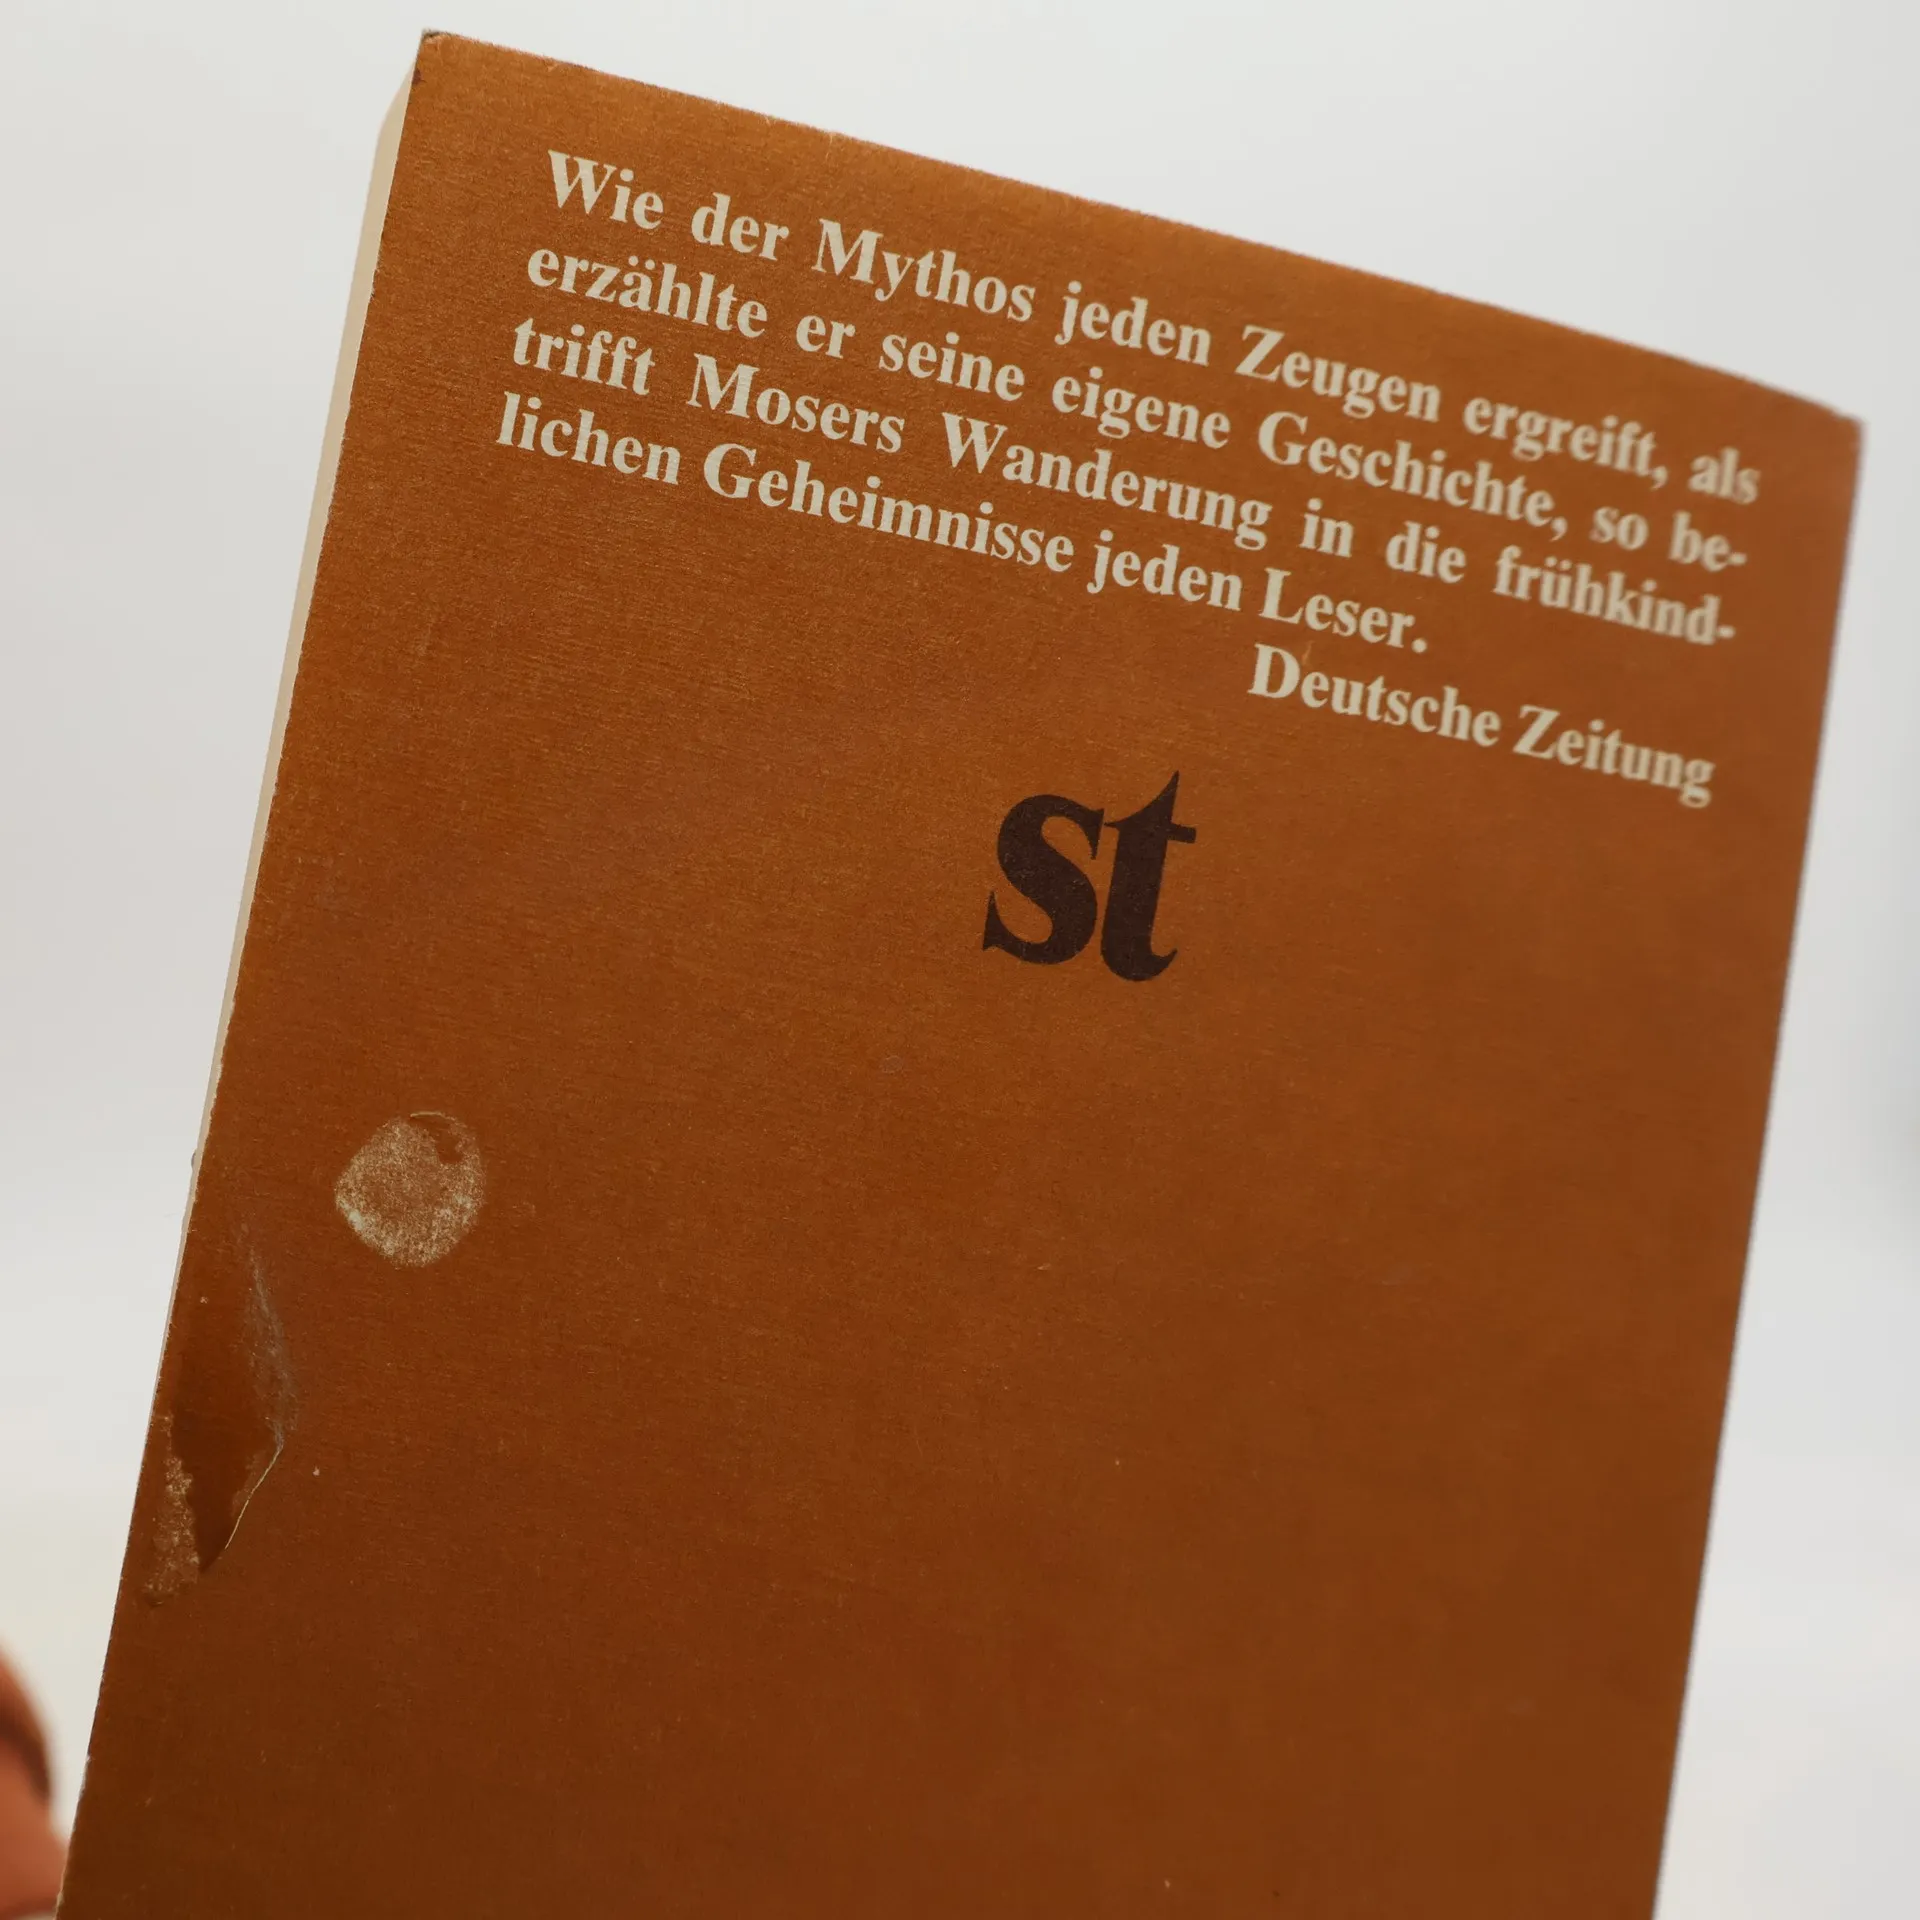 Wie der Mythos jeden Zeugen ergreift, als
erzählte er seine eigene Geschichte, so be-
trifft Mosers Wanderung in die frühkind-
lichen Geheimnisse jeden Leser.
Deutsche Zeitung
st